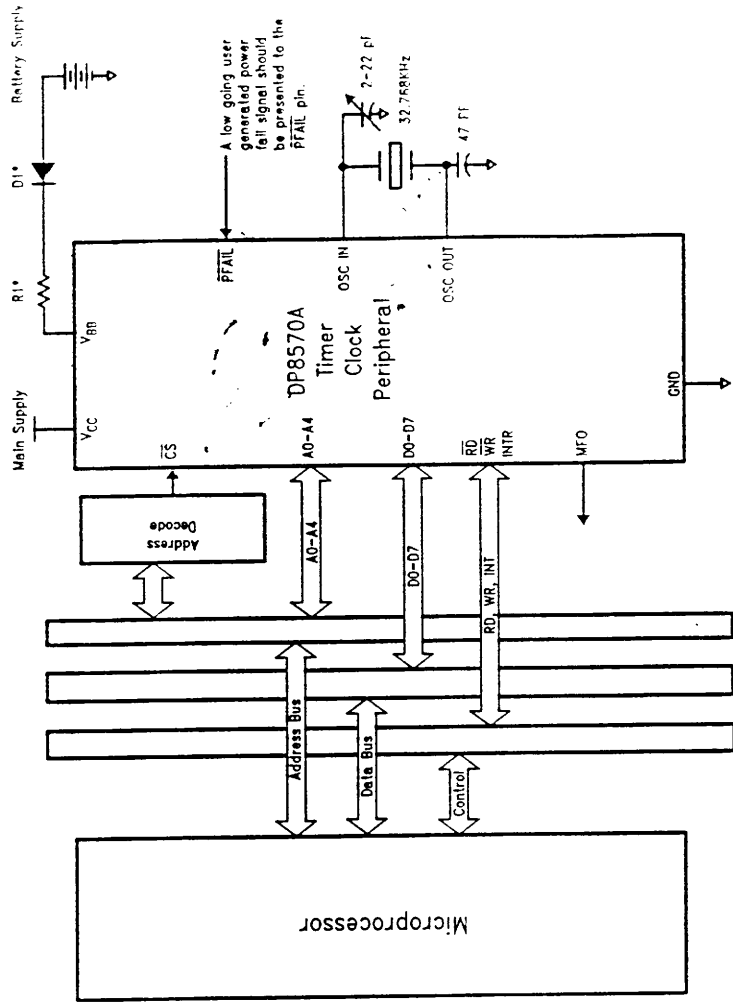 Main Supply
R1*
D1*
Battery Supply
VCC
VBB
CS
Address
Decode
PFAIL
A low going user
generated power
fail signal should
be presented to the
PFAIL pin.
DP8570A
Timer
Clock
Peripheral
A0-A4
A0-A4
OSC IN
2-22 pF
32.768KHz
Address Bus
D0-D7
D0-D7
OSC OUT
47 PF
Data Bus
RD
WR
INTR
RD, WR, INT
Control
MFO
GND
Microprocessor